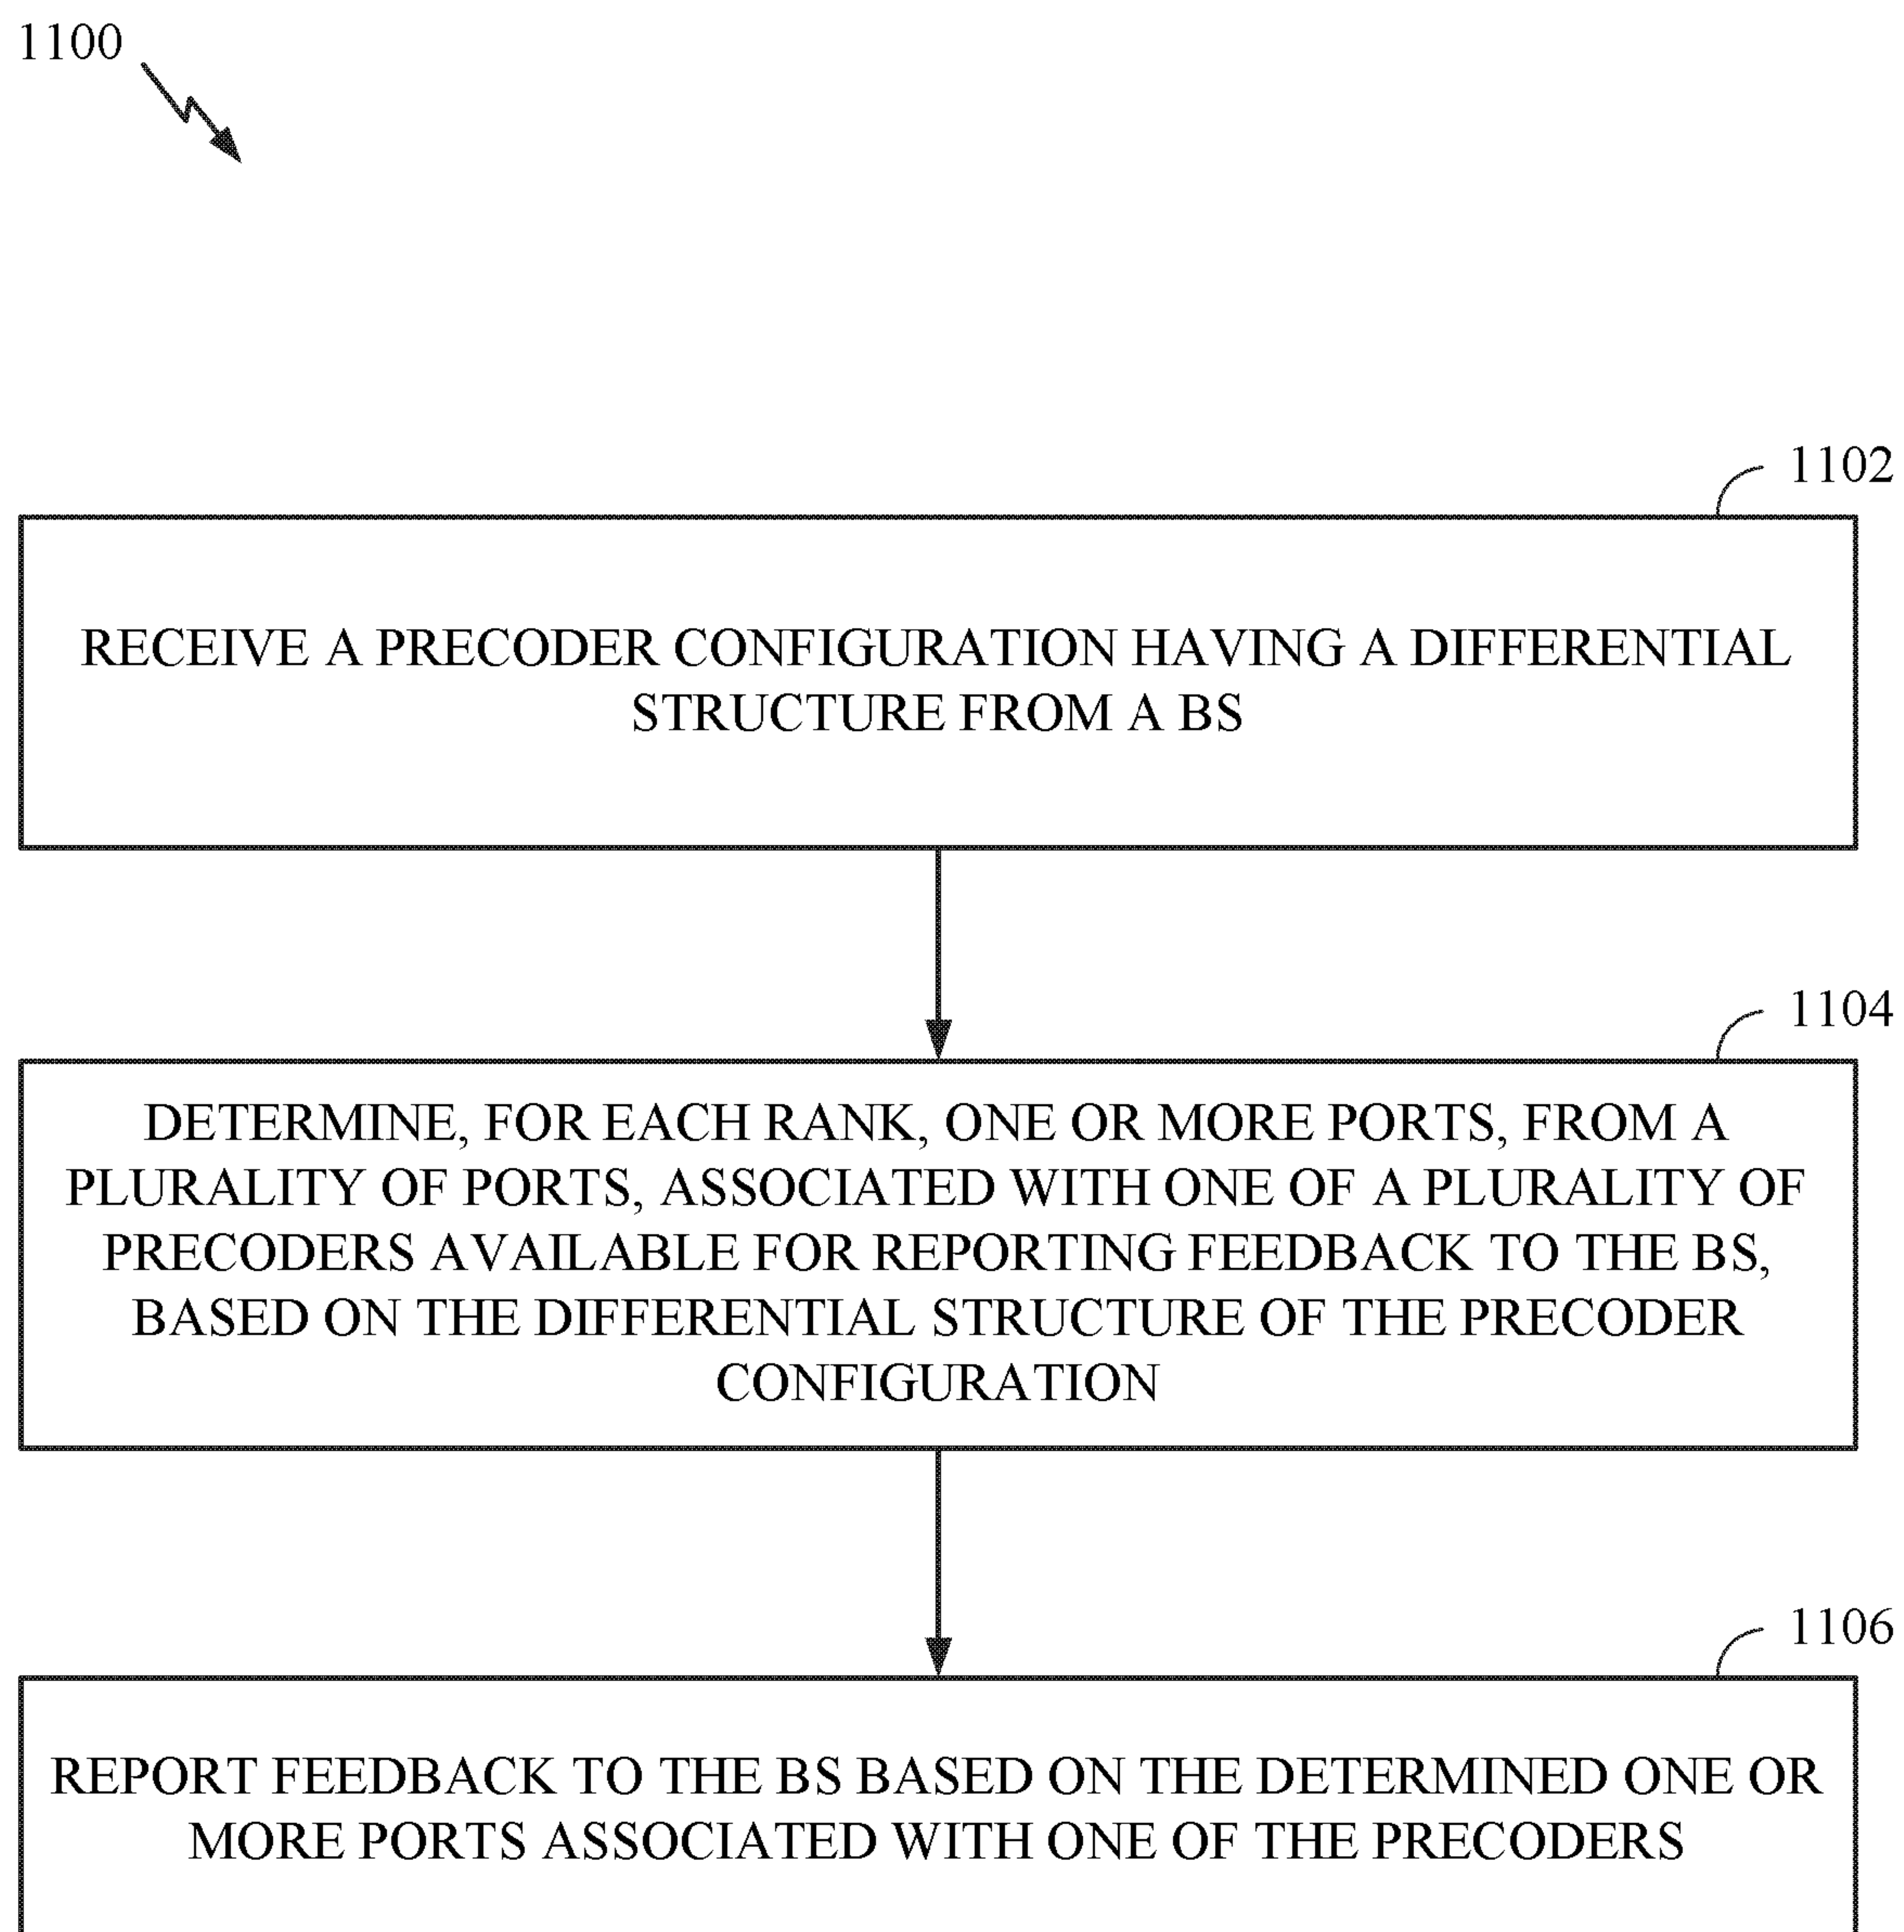 1100
1102
RECEIVE A PRECODER CONFIGURATION HAVING A DIFFERENTIAL
STRUCTURE FROM A BS
1104
DETERMINE, FOR EACH RANK, ONE OR MORE PORTS, FROM A
PLURALITY OF PORTS, ASSOCIATED WITH ONE OF A PLURALITY OF
PRECODERS AVAILABLE FOR REPORTING FEEDBACK TO THE BS,
BASED ON THE DIFFERENTIAL STRUCTURE OF THE PRECODER
CONFIGURATION
1106
REPORT FEEDBACK TO THE BS BASED ON THE DETERMINED ONE OR
MORE PORTS ASSOCIATED WITH ONE OF THE PRECODERS